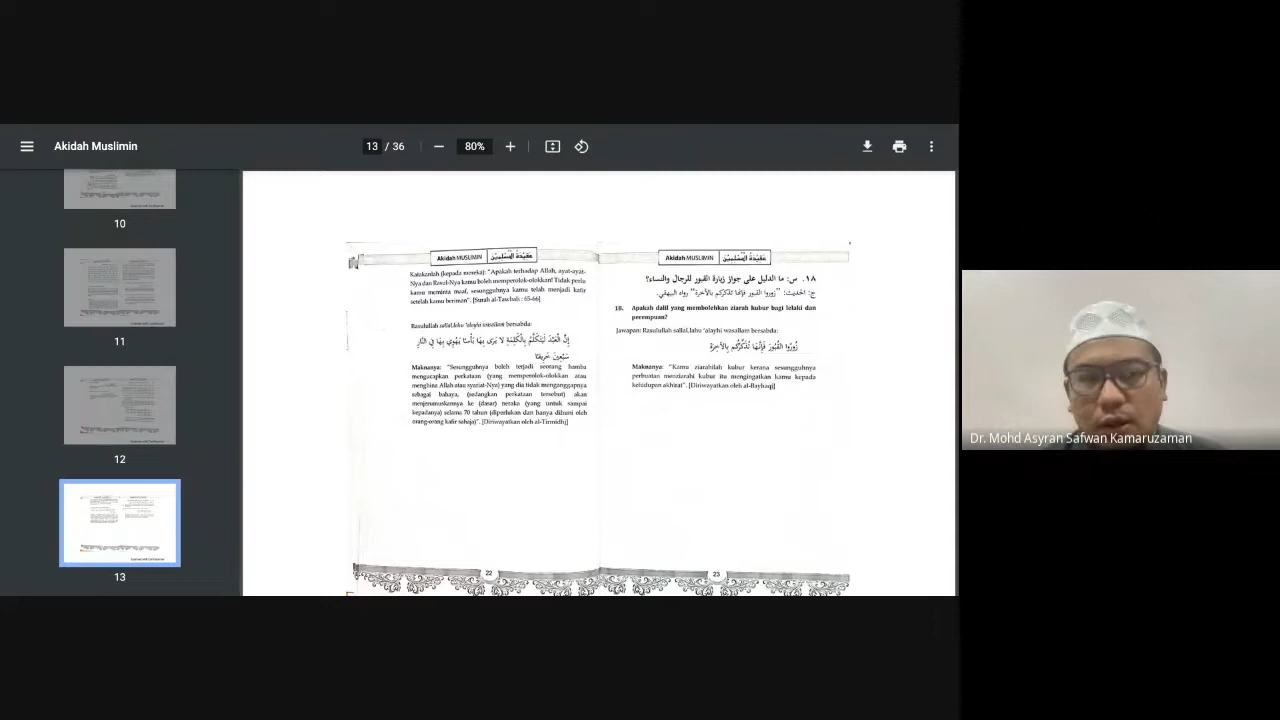 Akidah Muslimin
13 / 36
80%
10
11
12
13
Akidah MUSLIMIN
عَقِيْدَةُ الْمُسْلِمِيْنَ
Katakanlah (kepada mereka): "Apakah terhadap Allah, ayat-ayat-
Nya dan Rasul-Nya kamu boleh memperolok-olokkan! Tidak perlu
kamu meminta maaf, sesungguhnya kamu telah menjadi kafir
setelah kamu beriman". [Surah al-Tawbah : 65-66]
Rasulullah sallaLlahu 'alayhi wasallam bersabda:
إِنَّ الْعَبْدَ لَيَتَكَلَّمُ بِالْكَلِمَةِ لَا يَرَى بِهَا بَأْسًا يَهْوِي بِهَا فِي النَّارِ
سَبْعِينَ خَرِيفًا
Maknanya: "Sesungguhnya boleh terjadi seorang hamba
mengucapkan perkataan (yang memperolok-olokkan atau
menghina Allah atau syariat-Nya) yang dia tidak menganggapnya
sebagai bahaya, (sedangkan perkataan tersebut) akan
menjerumuskannya ke (dasar) neraka (yang untuk sampai
kepadanya) selama 70 tahun (diperlukan dan hanya dihuni oleh
orang-orang kafir sahaja)". [Diriwayatkan oleh al-Tirmidhi]
22
Akidah MUSLIMIN
عَقِيْدَةُ الْمُسْلِمِيْنَ
١٨. س: ما الدليل على جواز زيارة القبور للرجال والنساء؟
ج: الحديث: "زوروا القبور فإنها تذكركم بالآخرة" رواه البيهقي.
18. Apakah dalil yang membolehkan ziarah kubur bagi lelaki dan
perempuan?
Jawapan: Rasulullah sallaLlahu 'alayhi wasallam bersabda:
زُورُوا القُبُورَ فَإِنَّهَا تُذَكِّرُكُم بِالآخِرَة
Maknanya: "Kamu ziarahilah kubur kerana sesungguhnya
perbuatan menziarahi kubur itu mengingatkan kamu kepada
kehidupan akhirat". [Diriwayatkan oleh al-Bayhaqi]
23
Dr. Mohd Asyran Safwan Kamaruzaman